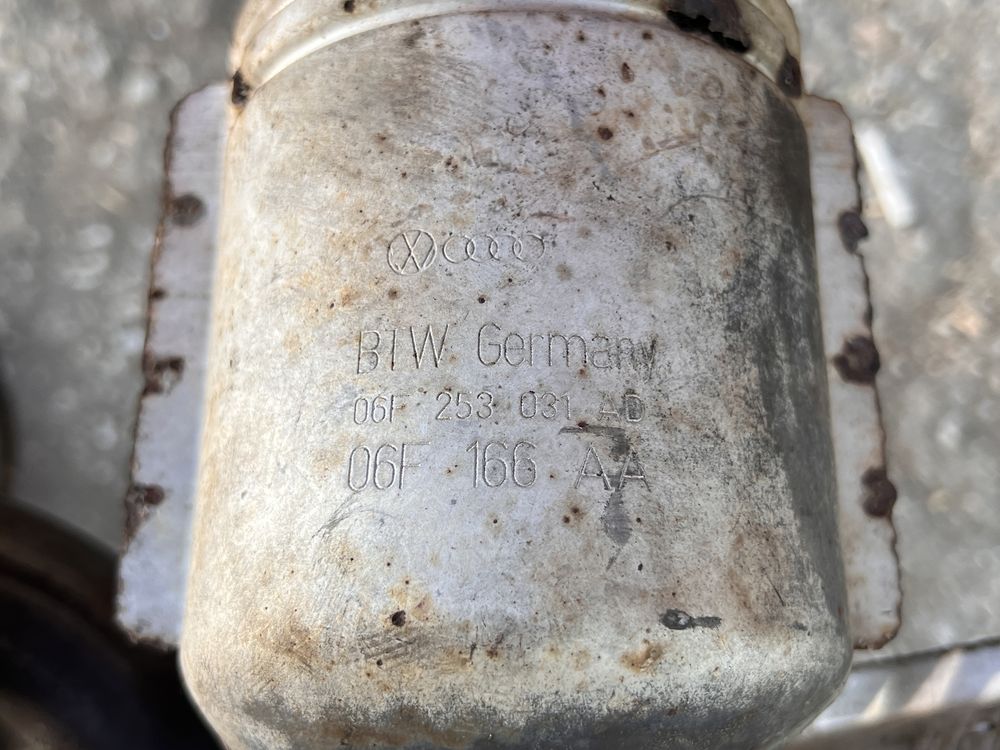 BTW Germany
06F 253 031 AD
06F 166 AA